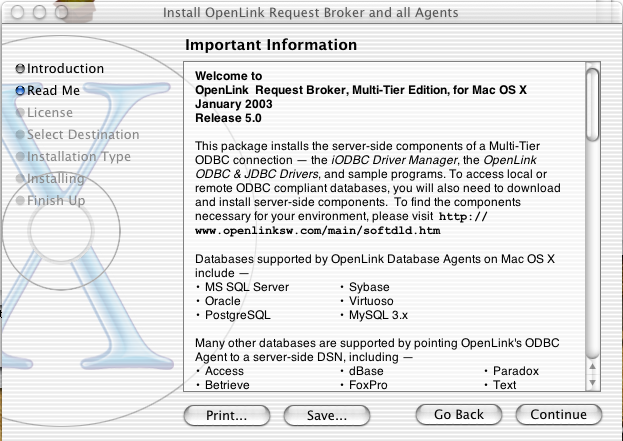 Install OpenLink Request Broker and all Agents
Important Information
Introduction
Read Me
License
Select Destination
Installation Type
Installing
Finish Up
Welcome to
OpenLink Request Broker, Multi-Tier Edition, for Mac OS X
January 2003
Release 5.0
This package installs the server-side components of a Multi-Tier
ODBC connection — the iODBC Driver Manager, the OpenLink
ODBC & JDBC Drivers, and sample programs. To access local or
remote ODBC compliant databases, you will also need to download
and install server-side components. To find the components
necessary for your environment, please visit http://
www.openlinksw.com/main/softdld.htm
Databases supported by OpenLink Database Agents on Mac OS X
include —
• MS SQL Server • Sybase
• Oracle • Virtuoso
• PostgreSQL • MySQL 3.x
Many other databases are supported by pointing OpenLink's ODBC
Agent to a server-side DSN, including —
• Access • dBase • Paradox
• Betrieve • FoxPro • Text
Print... Save... Go Back Continue